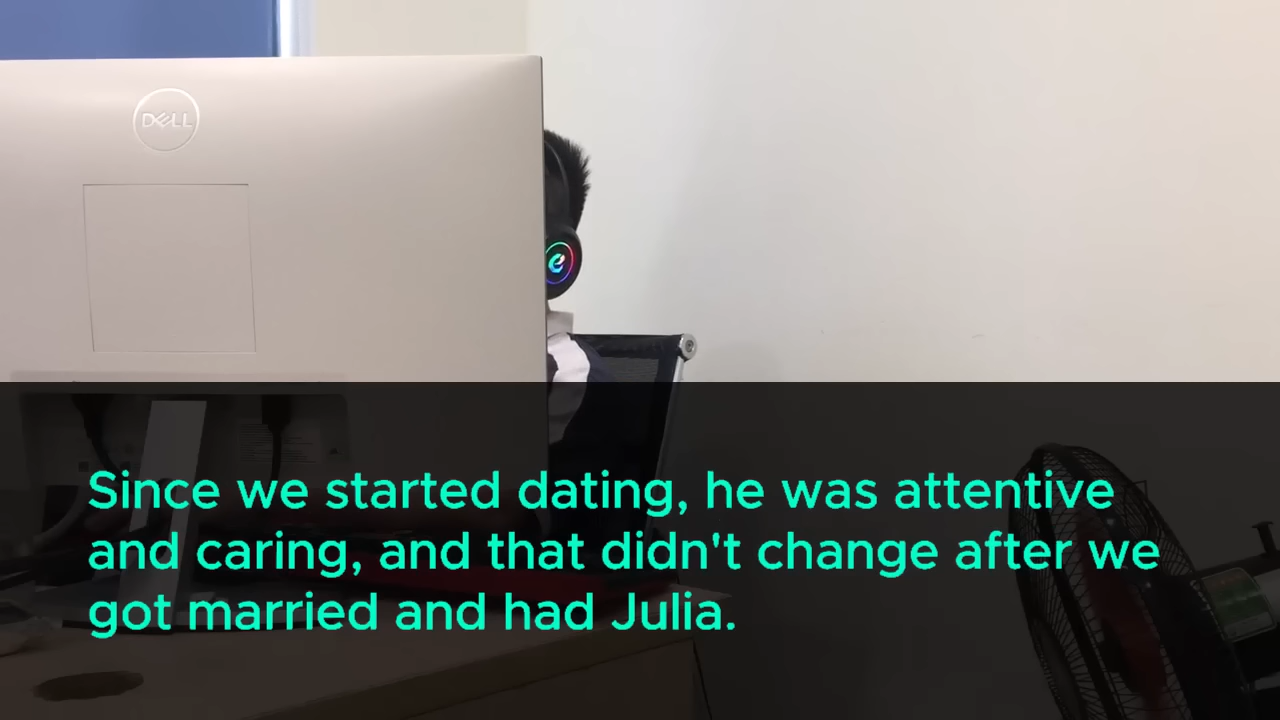 DELL
Since we started dating, he was attentive
and caring, and that didn't change after we
got married and had Julia.